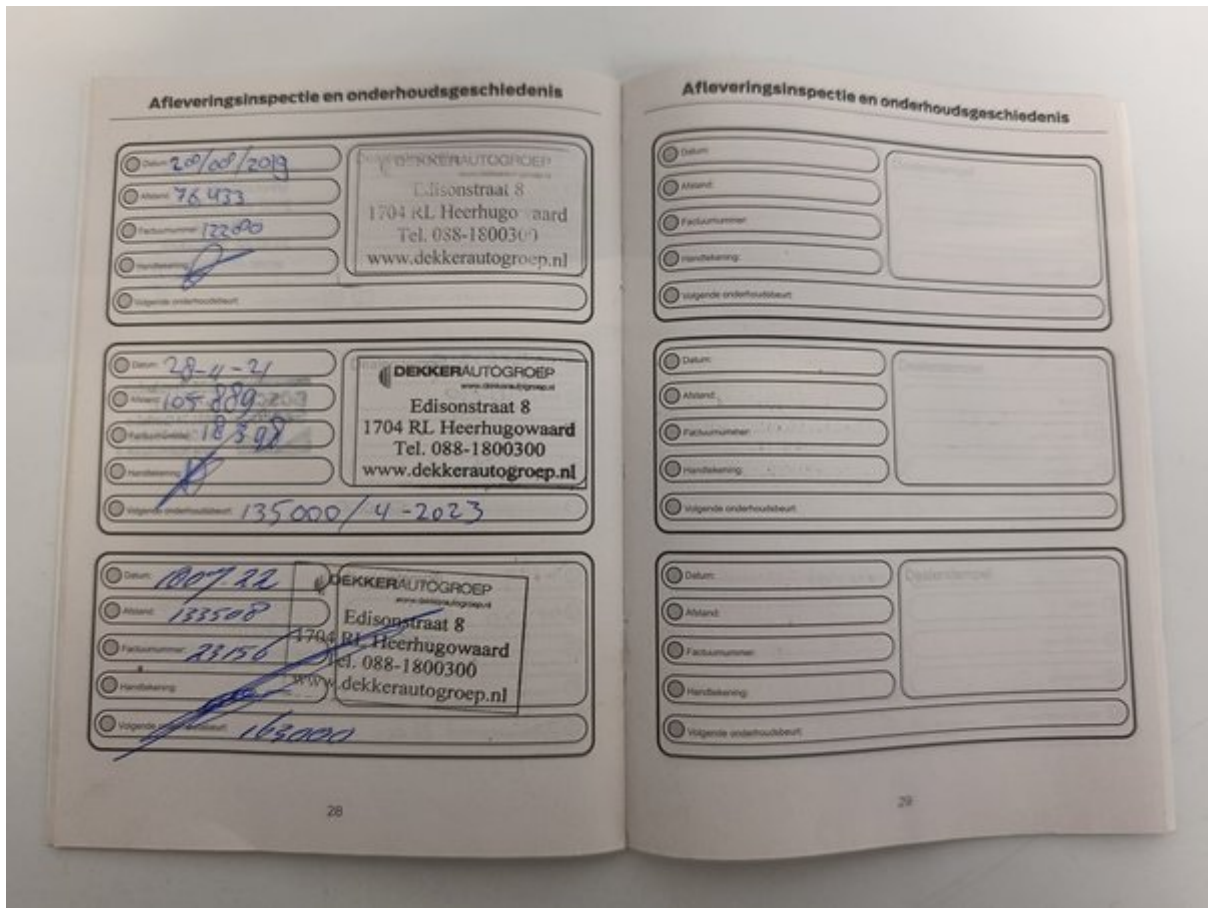 Afleveringsinspectie en onderhoudsgeschiedenis
Datum: 20/08/2019
Afstand: 76433
Factuurnummer: 12280
Handtekening:
Volgende onderhoudsbeurt:
DEKKERAUTOGROEP
Edisonstraat 8
1704 RL Heerhugowaard
Tel. 088-1800300
www.dekkerautogroep.nl
Datum: 28-4-21
Afstand: 105889
Factuurnummer: 18398
Handtekening:
Volgende onderhoudsbeurt: 135000/4-2023
DEKKERAUTOGROEP
www.dekkerautogroep.nl
Edisonstraat 8
1704 RL Heerhugowaard
Tel. 088-1800300
www.dekkerautogroep.nl
Datum: 1807.22
Afstand: 133508
Factuurnummer: 23156
Handtekening:
Volgende onderhoudsbeurt: 163000
DEKKERAUTOGROEP
www.dekkerautogroep.nl
Edisonstraat 8
1704 RL Heerhugowaard
Tel. 088-1800300
www.dekkerautogroep.nl
28
Afleveringsinspectie en onderhoudsgeschiedenis
Datum:
Afstand:
Factuurnummer:
Handtekening:
Volgende onderhoudsbeurt:
Dealerstempel
Datum:
Afstand:
Factuurnummer:
Handtekening:
Volgende onderhoudsbeurt:
Dealerstempel
Datum:
Afstand:
Factuurnummer:
Handtekening:
Volgende onderhoudsbeurt:
Dealerstempel
29